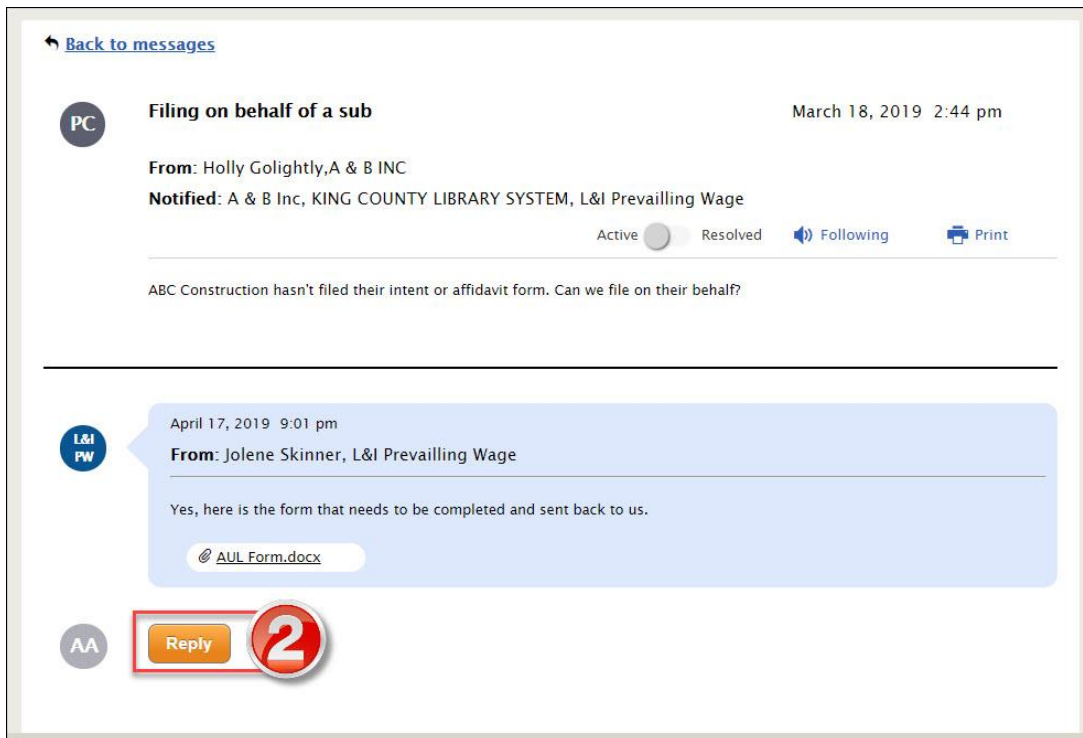 Back to messages
PC
Filing on behalf of a sub March 18, 2019 2:44 pm
From: Holly Golightly,A & B INC
Notified: A & B Inc, KING COUNTY LIBRARY SYSTEM, L&I Prevailling Wage
Active Resolved Following Print
ABC Construction hasn't filed their intent or affidavit form. Can we file on their behalf?
April 17, 2019 9:01 pm
L&I
PW
From: Jolene Skinner, L&I Prevailling Wage
Yes, here is the form that needs to be completed and sent back to us.
AUL Form.docx
AA
Reply 2